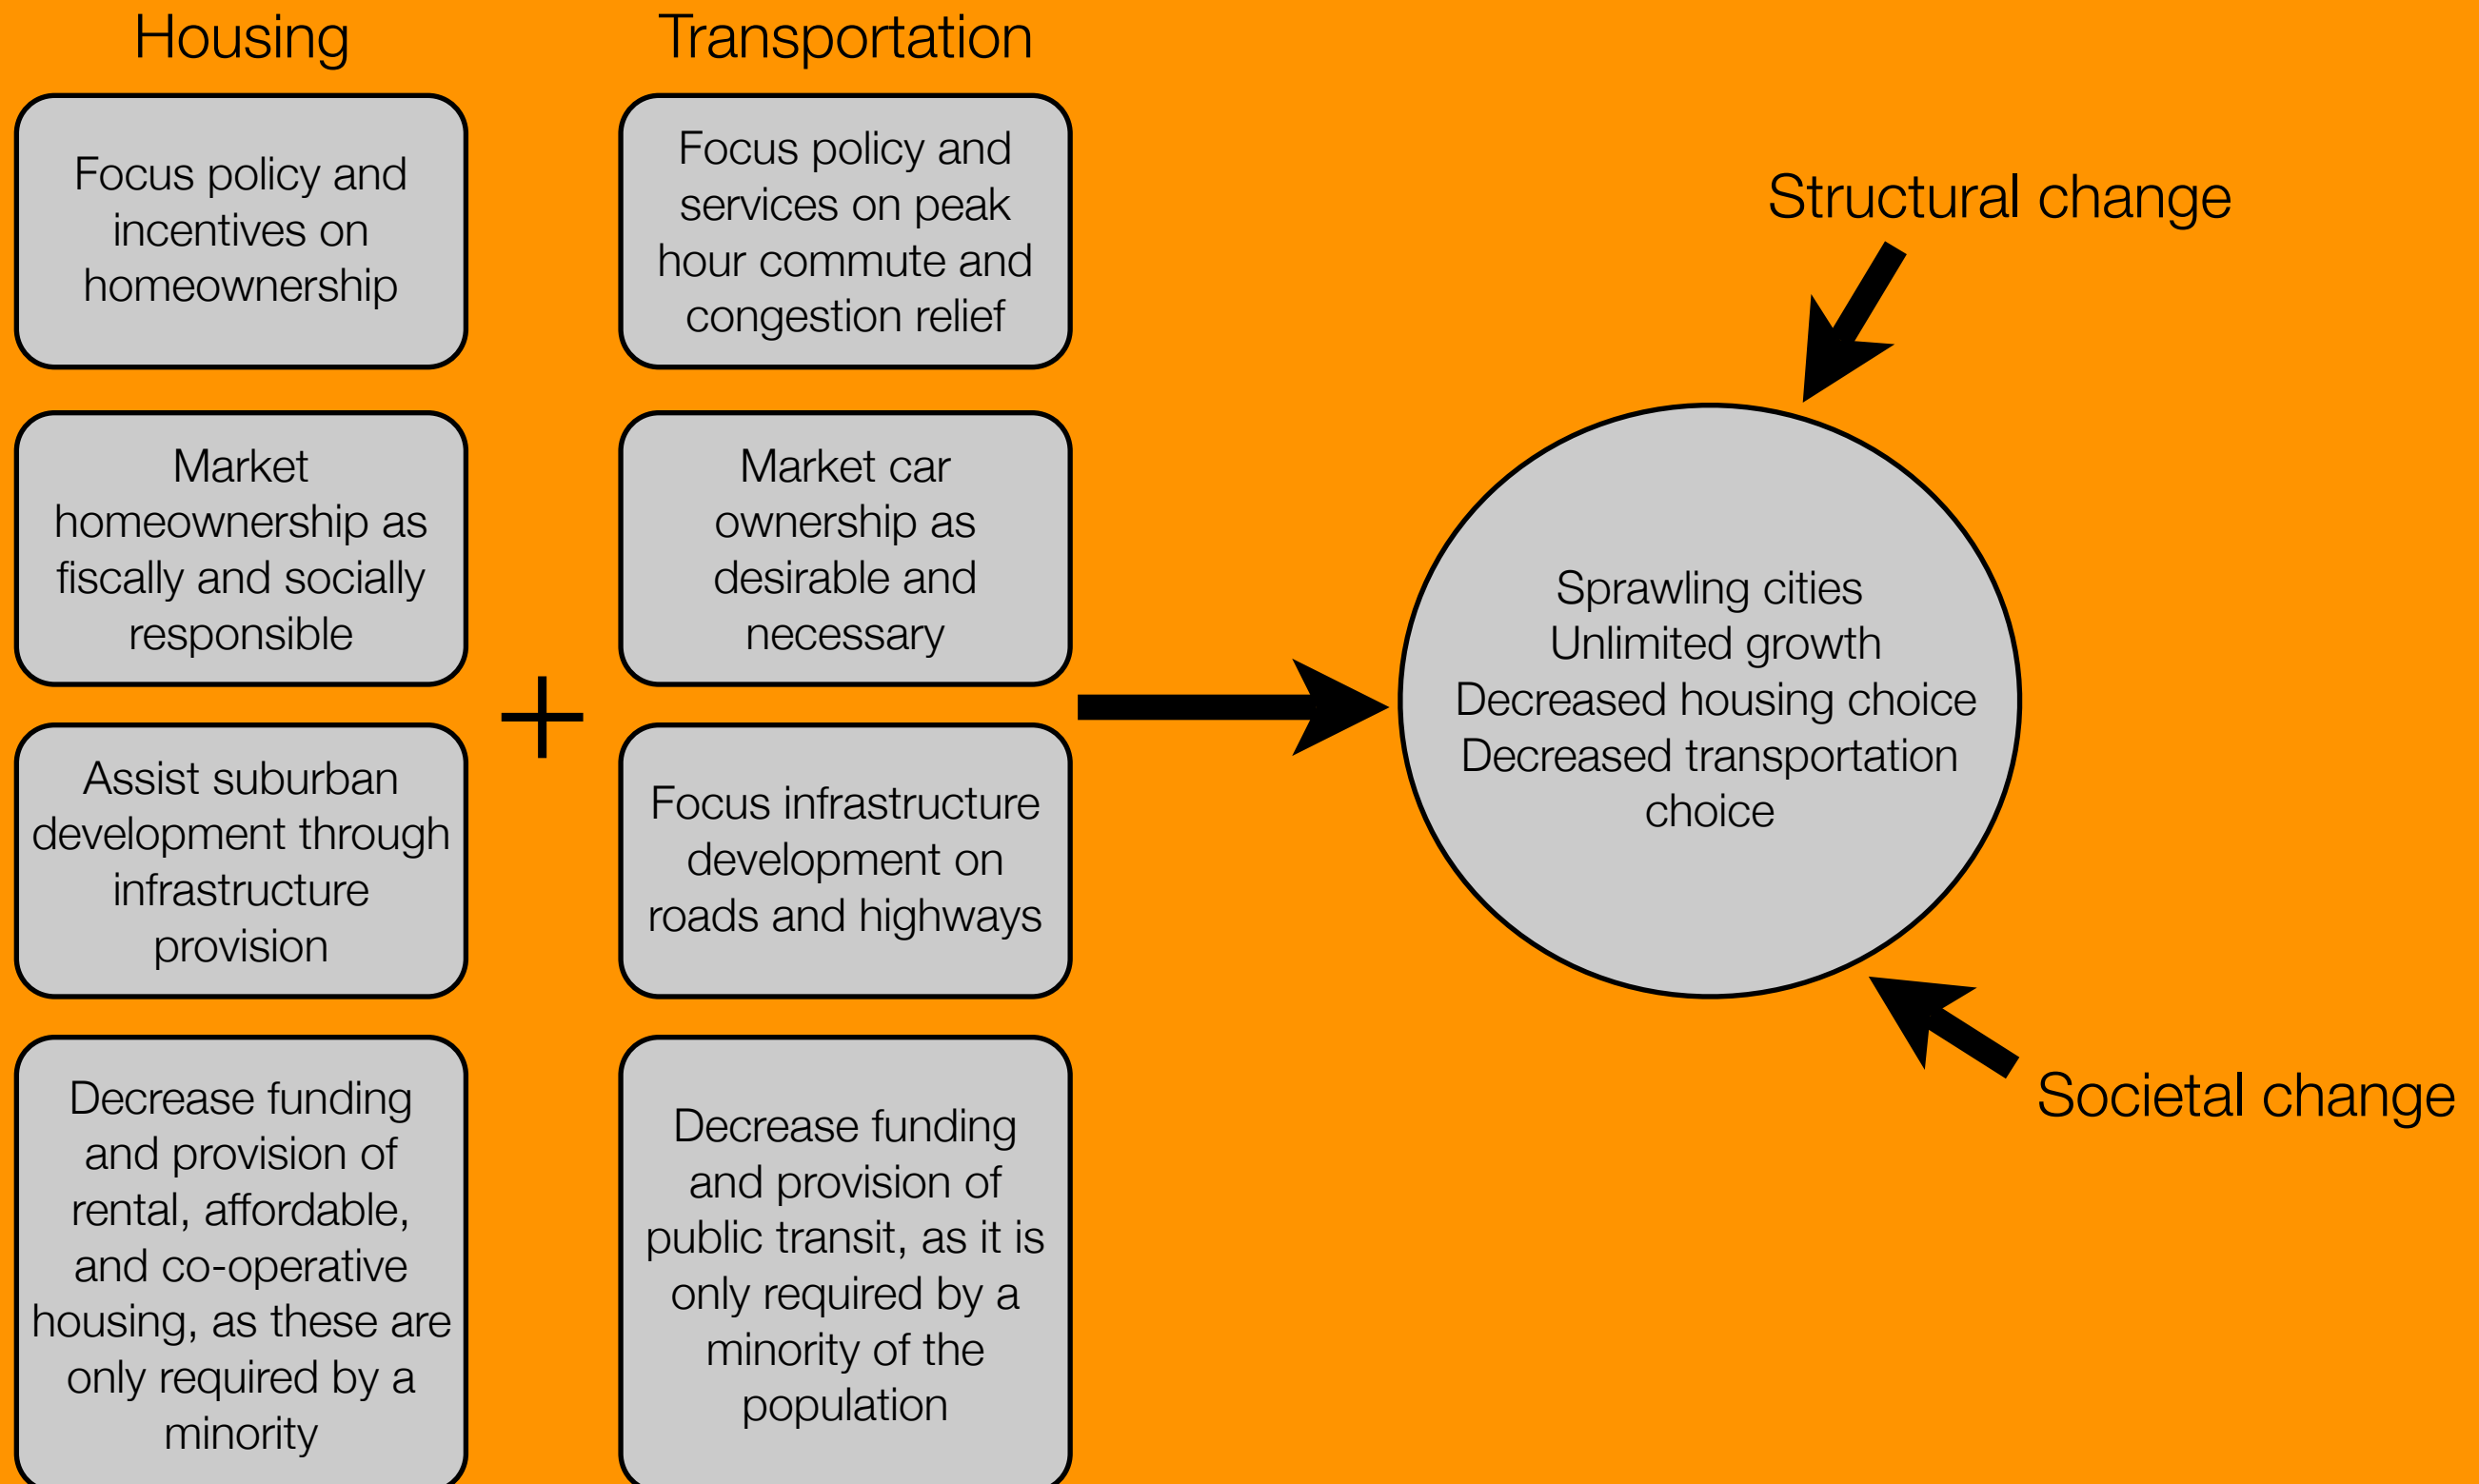 Housing
Focus policy and
incentives on
homeownership
Market
homeownership as
fiscally and socially
responsible
Assist suburban
development through
infrastructure
provision
Decrease funding
and provision of
rental, affordable,
and co-operative
housing, as these are
only required by a
minority
+
Transportation
Focus policy and
services on peak
hour commute and
congestion relief
Market car
ownership as
desirable and
necessary
Focus infrastructure
development on
roads and highways
Decrease funding
and provision of
public transit, as it is
only required by a
minority of the
population
Structural change
Sprawling cities
Unlimited growth
Decreased housing choice
Decreased transportation
choice
Societal change